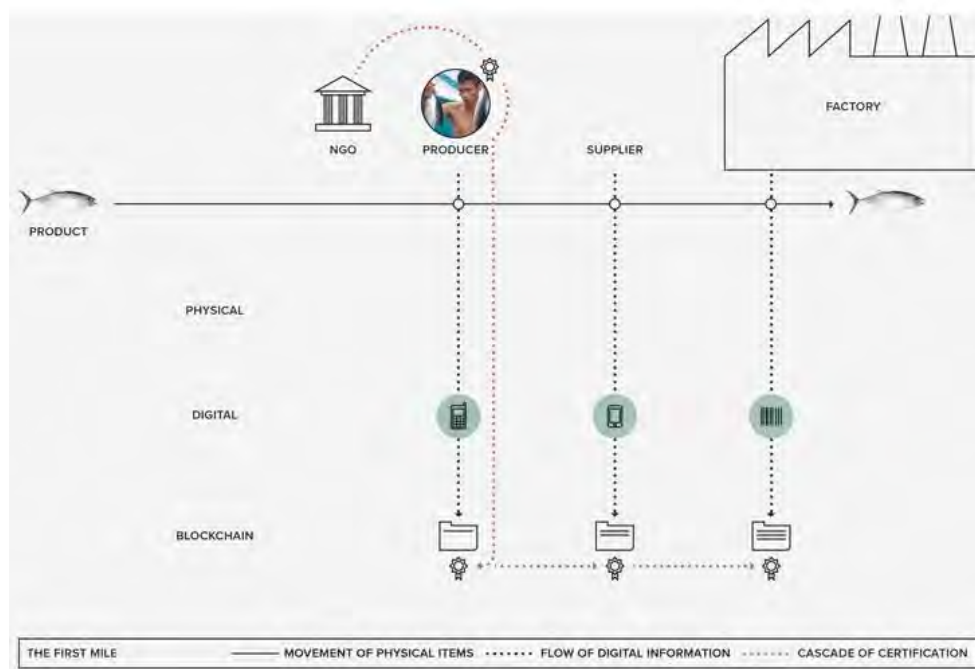 FACTORY
NGO
PRODUCER
SUPPLIER
PRODUCT
PHYSICAL
DIGITAL
BLOCKCHAIN
THE FIRST MILE MOVEMENT OF PHYSICAL ITEMS FLOW OF DIGITAL INFORMATION CASCADE OF CERTIFICATION